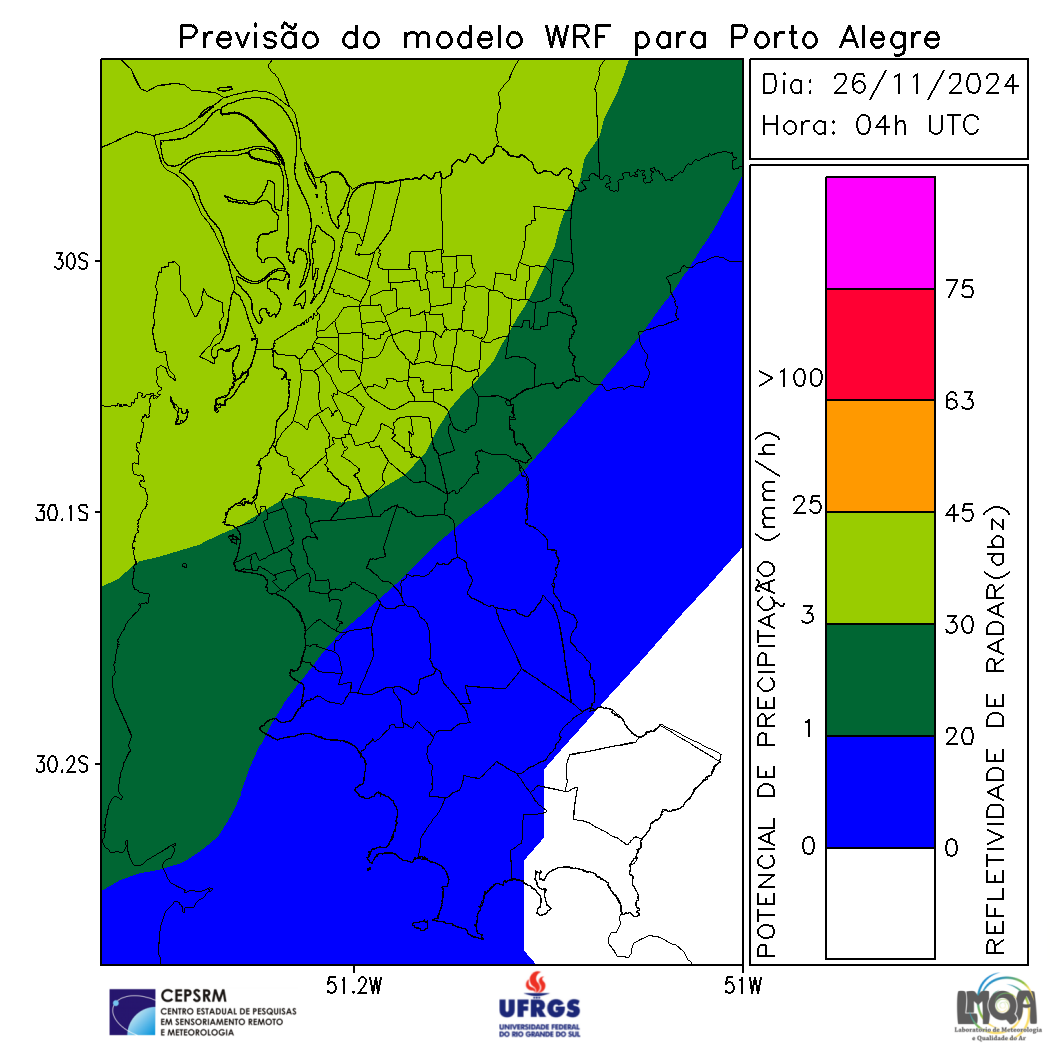 Previsão do modelo WRF para Porto Alegre
Dia: 26/11/2024
Hora: 04h UTC
30S
30.1S
30.2S
51.2W
51W
POTENCIAL DE PRECIPITAÇÃO (mm/h)
>100
25
3
1
0
75
63
45
30
20
0
REFLETIVIDADE DE RADAR(dbz)
CEPSRM
CENTRO ESTADUAL DE PESQUISAS
EM SENSORIAMENTO REMOTO
E METEOROLOGIA
UFRGS
UNIVERSIDADE FEDERAL
DO RIO GRANDE DO SUL
LMQA
Laboratório de Meteorologia
e Qualidade do Ar